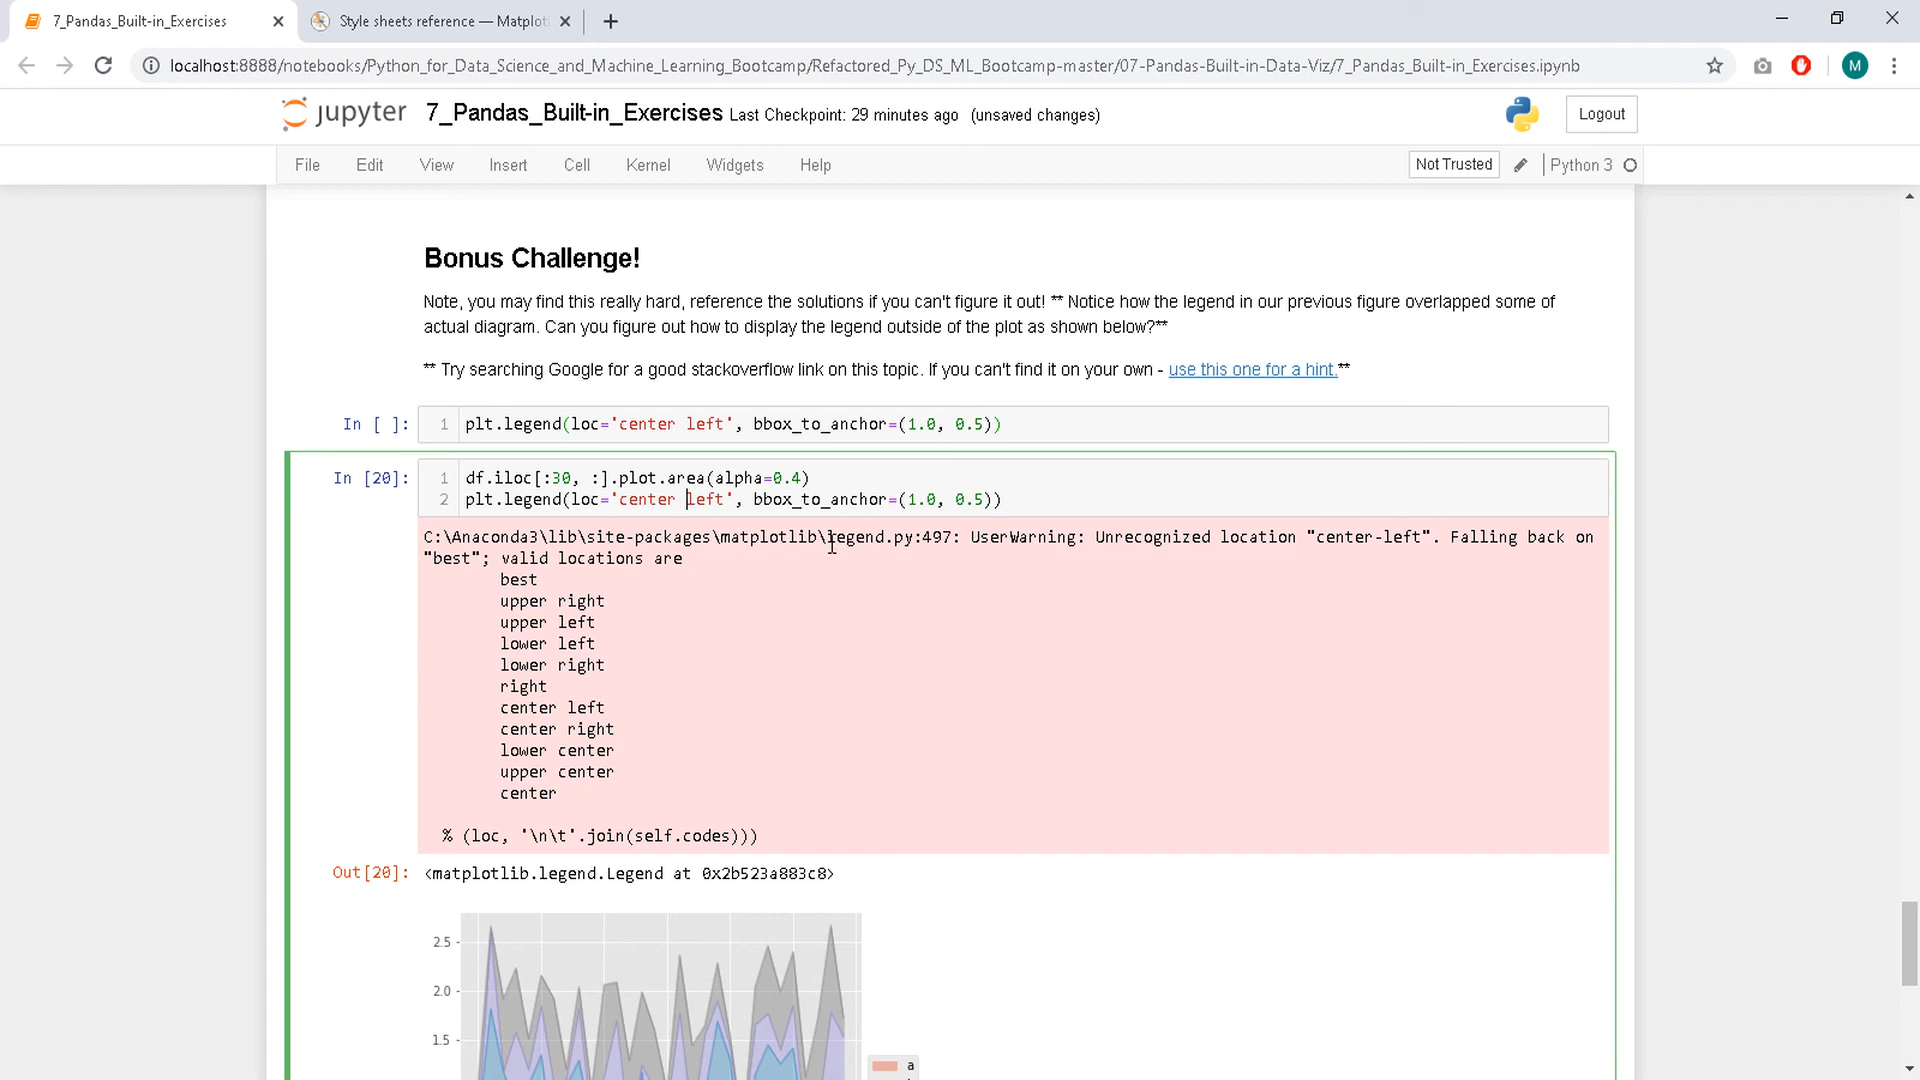 7_Pandas_Built-in_Exercises
Style sheets reference — Matplotl
localhost:8888/notebooks/Python_for_Data_Science_and_Machine_Learning_Bootcamp/Refactored_Py_DS_ML_Bootcamp-master/07-Pandas-Built-in-Data-Viz/7_Pandas_Built-in_Exercises.ipynb
M
jupyter 7_Pandas_Built-in_Exercises Last Checkpoint: 29 minutes ago (unsaved changes)
Logout
File Edit View Insert Cell Kernel Widgets Help
Not Trusted Python 3
Bonus Challenge!
Note, you may find this really hard, reference the solutions if you can't figure it out! ** Notice how the legend in our previous figure overlapped some of
actual diagram. Can you figure out how to display the legend outside of the plot as shown below?**
** Try searching Google for a good stackoverflow link on this topic. If you can't find it on your own - use this one for a hint.**
In [ ]: 1 plt.legend(loc='center left', bbox_to_anchor=(1.0, 0.5))
In [20]: 1 df.iloc[:30, :].plot.area(alpha=0.4)
2 plt.legend(loc='center left', bbox_to_anchor=(1.0, 0.5))
C:\Anaconda3\lib\site-packages\matplotlib\legend.py:497: UserWarning: Unrecognized location "center-left". Falling back on
"best"; valid locations are
best
upper right
upper left
lower left
lower right
right
center left
center right
lower center
upper center
center
% (loc, '\n\t'.join(self.codes)))
Out[20]: <matplotlib.legend.Legend at 0x2b523a883c8>
2.5
2.0
1.5
a